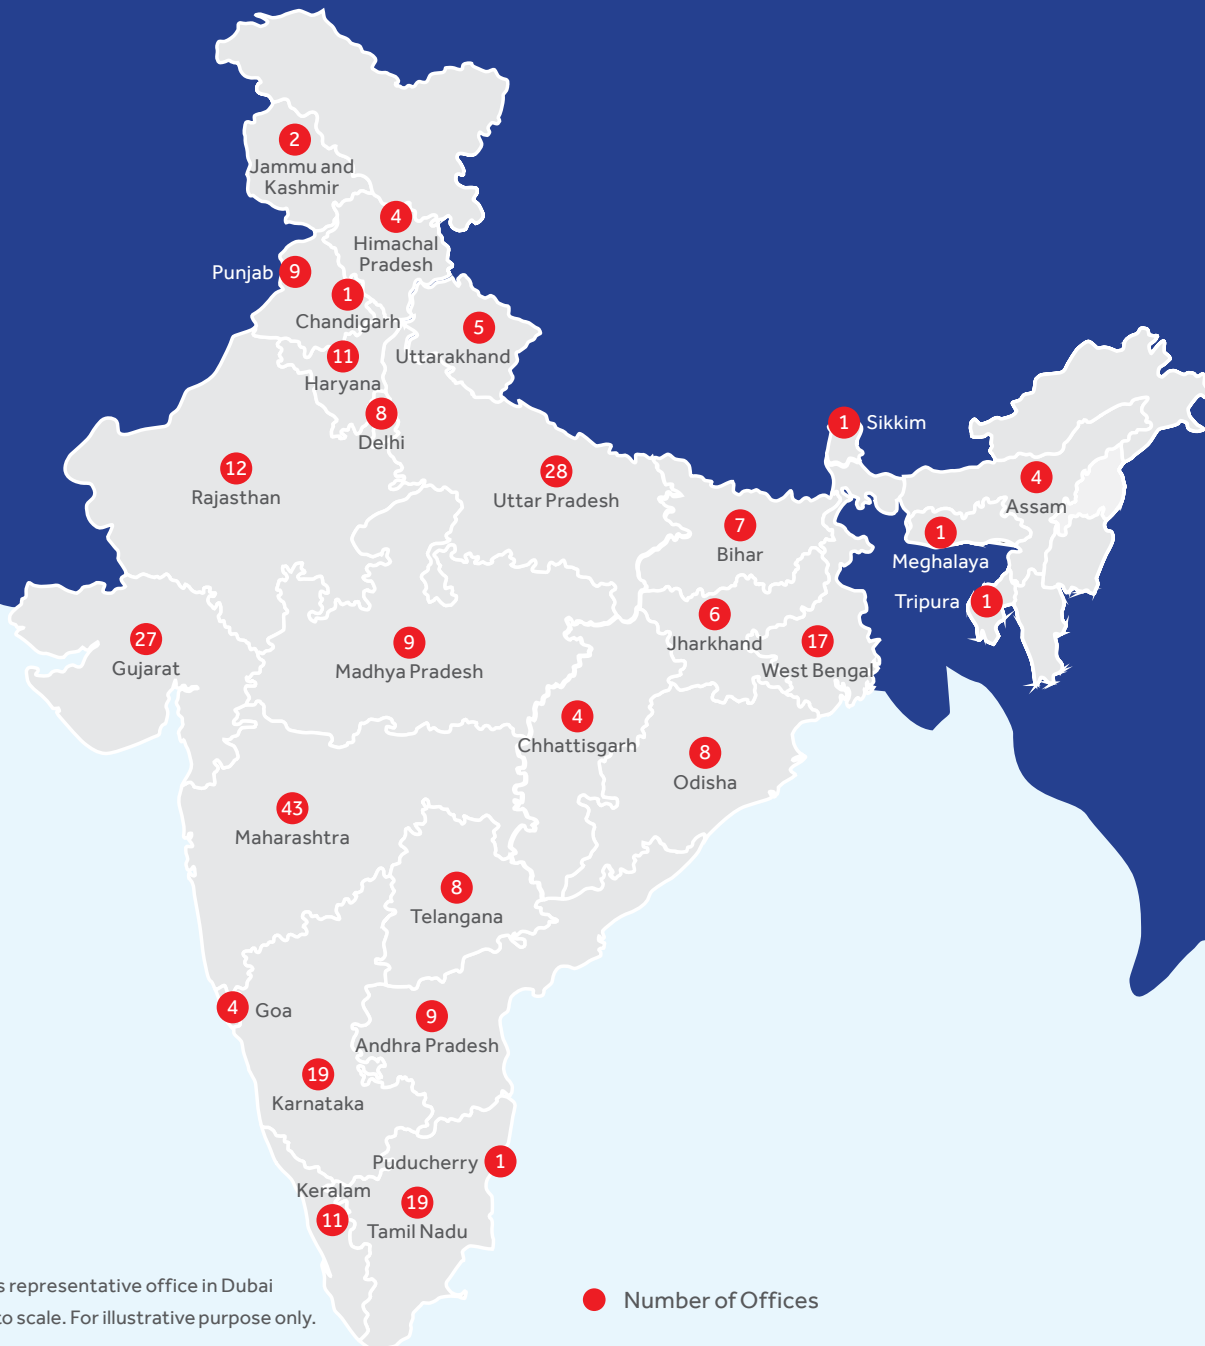 2
Jammu and
Kashmir
4
Himachal
Pradesh
Punjab 9
1
Chandigarh
5
Uttarakhand
11
Haryana
8
Delhi
1 Sikkim
12
Rajasthan
28
Uttar Pradesh
4
Assam
7
Bihar
1
Meghalaya
Tripura 1
6
Jharkhand
27
Gujarat
9
Madhya Pradesh
17
West Bengal
4
Chhattisgarh
8
Odisha
43
Maharashtra
8
Telangana
4 Goa
9
Andhra Pradesh
19
Karnataka
Puducherry 1
Keralam
11
19
Tamil Nadu
s representative office in Dubai
to scale. For illustrative purpose only.
Number of Offices